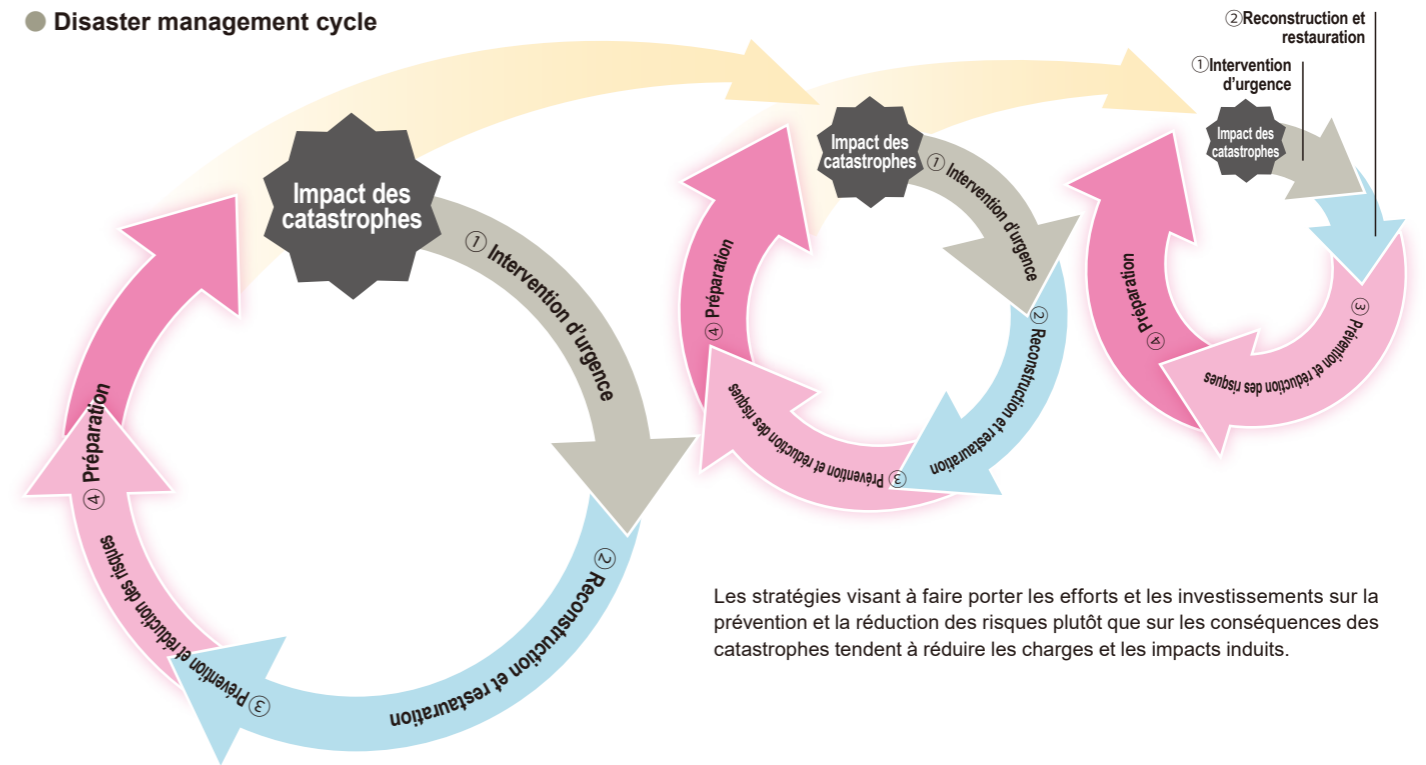 Disaster management cycle
Impact des
catastrophes
① Intervention d’urgence
② Reconstruction et restauration
③ Prévention et réduction des risques
④ Préparation
Impact des
catastrophes
① Intervention d’urgence
② Reconstruction et restauration
③ Prévention et réduction des risques
④ Préparation
②Reconstruction et
restauration
①Intervention
d’urgence
Impact des
catastrophes
③ Prévention et réduction des risques
④ Préparation
Les stratégies visant à faire porter les efforts et les investissements sur la
prévention et la réduction des risques plutôt que sur les conséquences des
catastrophes tendent à réduire les charges et les impacts induits.